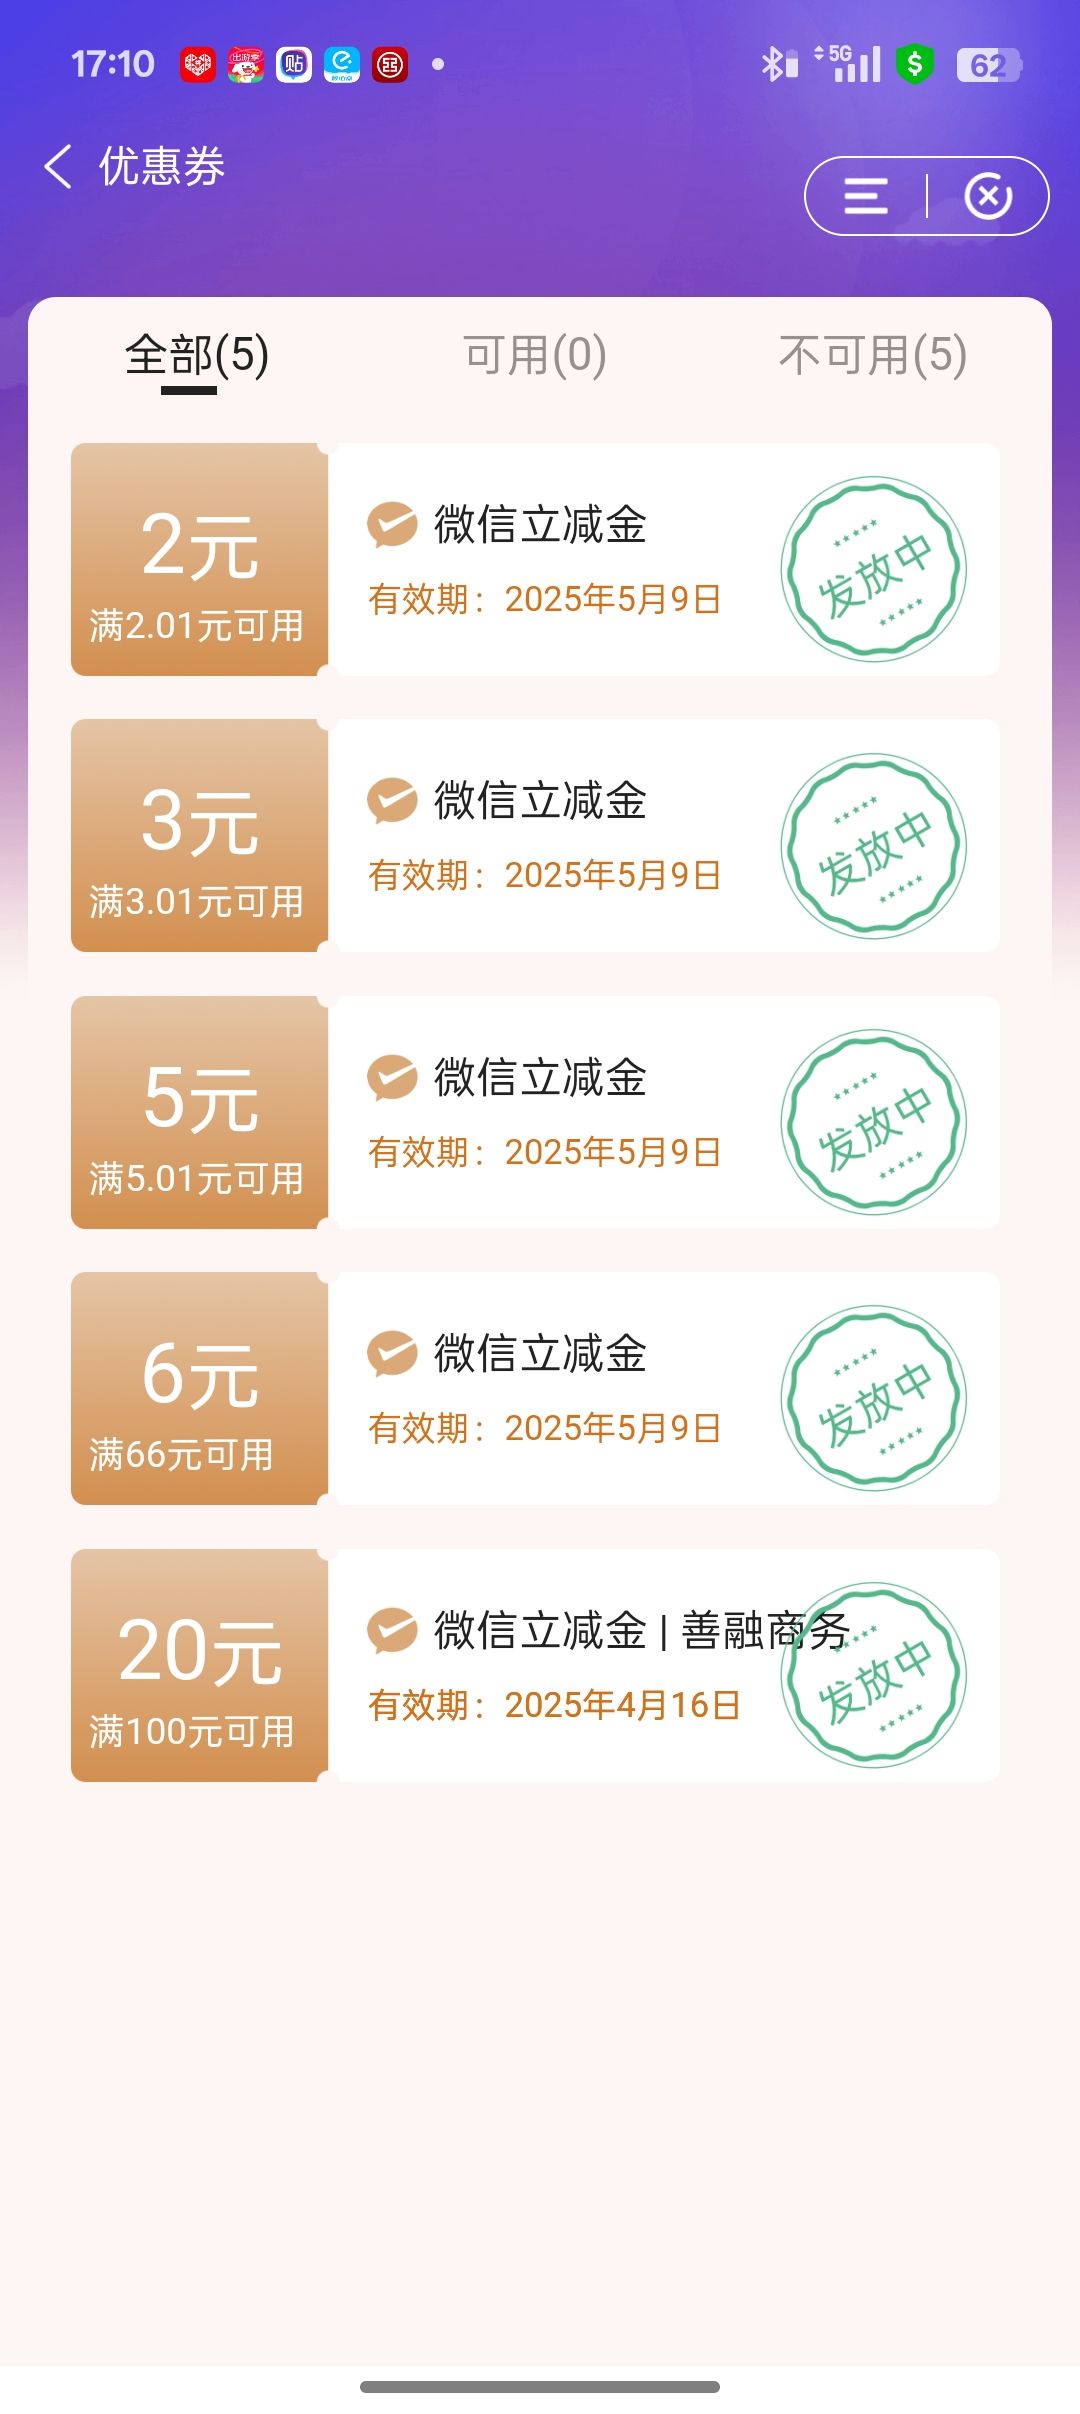 17:10
出游季
贴
5G
62
优惠券
全部(5)
可用(0)
不可用(5)
2元
满2.01元可用
微信立减金
有效期：2025年5月9日
发放中
3元
满3.01元可用
微信立减金
有效期：2025年5月9日
发放中
5元
满5.01元可用
微信立减金
有效期：2025年5月9日
发放中
6元
满66元可用
微信立减金
有效期：2025年5月9日
发放中
20元
满100元可用
微信立减金 | 善融商务
有效期：2025年4月16日
发放中